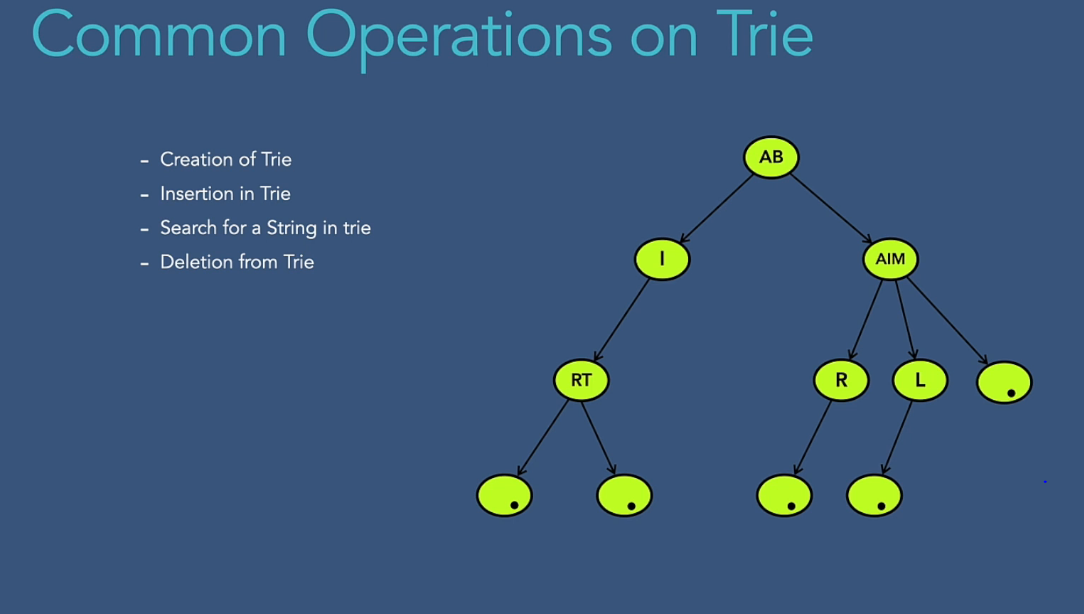 Common Operations on Trie
- Creation of Trie
- Insertion in Trie
- Search for a String in trie
- Deletion from Trie
AB
I
AIM
RT
R
L